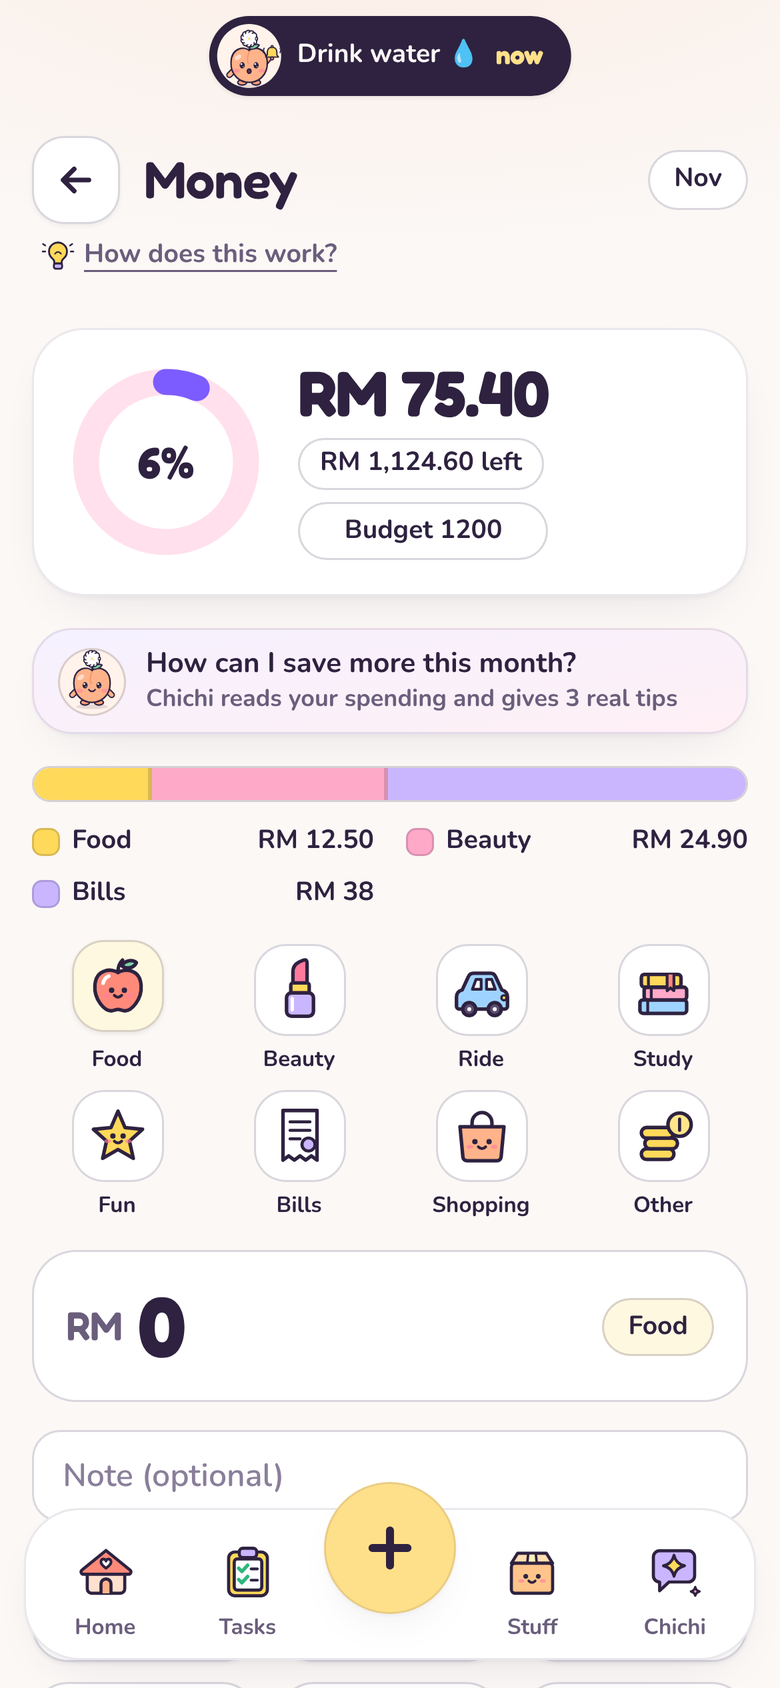 Drink water 💧 now
Money
Nov
How does this work?
RM 75.40
6%
RM 1,124.60 left
Budget 1200
How can I save more this month?
Chichi reads your spending and gives 3 real tips
Food RM 12.50 Beauty RM 24.90
Bills RM 38
Food Beauty Ride Study
Fun Bills Shopping Other
RM 0 Food
Note (optional)
Home Tasks Stuff Chichi